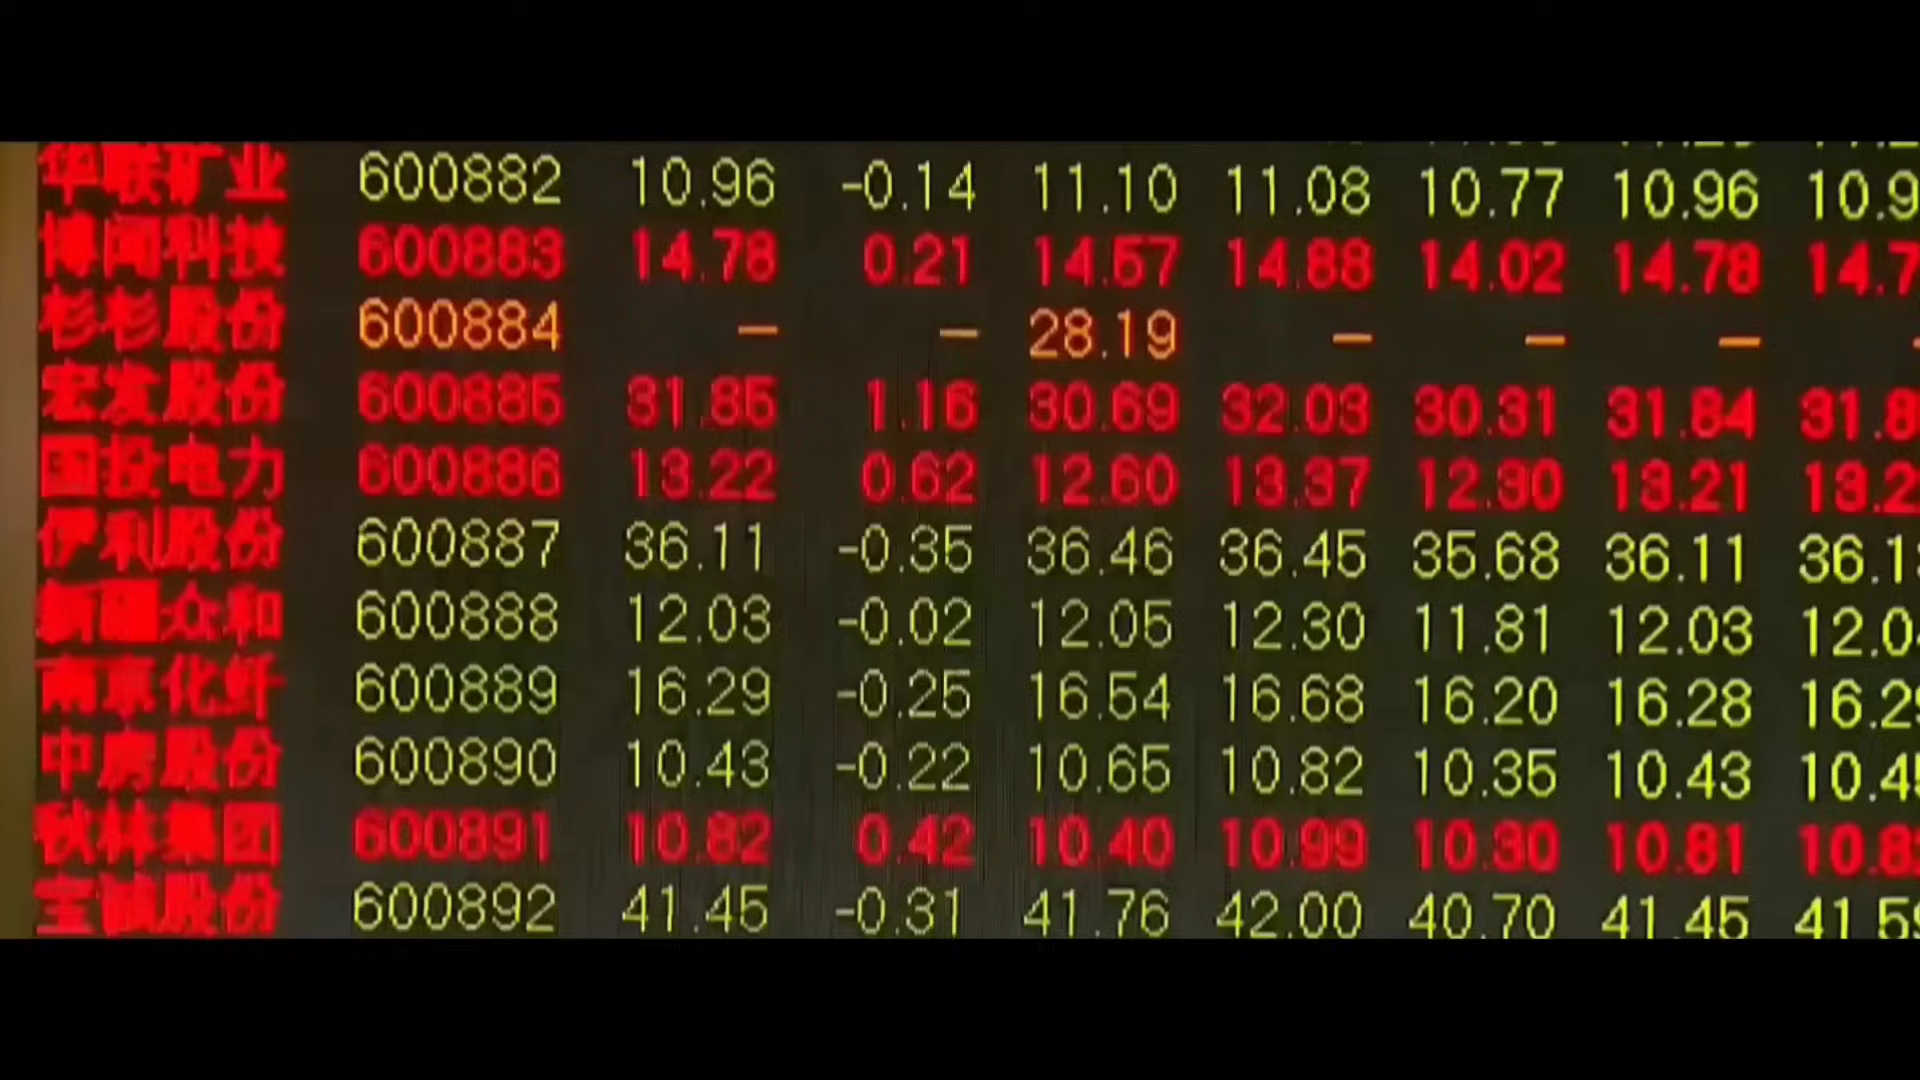 华联矿业 600882 10.96 -0.14 11.10 11.08 10.77 10.96
博闻科技 600883 14.78 0.21 14.57 14.88 14.02 14.78
杉杉股份 600884 — — 28.19 — — —
宏发股份 600885 31.85 1.16 30.69 32.03 30.31 31.84
国投电力 600886 13.22 0.62 12.60 13.37 12.30 13.21
伊利股份 600887 36.11 -0.35 36.46 36.45 35.68 36.11
新疆众和 600888 12.03 -0.02 12.05 12.30 11.81 12.03
南京化纤 600889 16.29 -0.25 16.54 16.68 16.20 16.28
中房股份 600890 10.43 -0.22 10.65 10.82 10.35 10.43
秋林集团 600891 10.82 0.42 10.40 10.99 10.30 10.81
宝诚股份 600892 41.45 -0.31 41.76 42.00 40.70 41.45